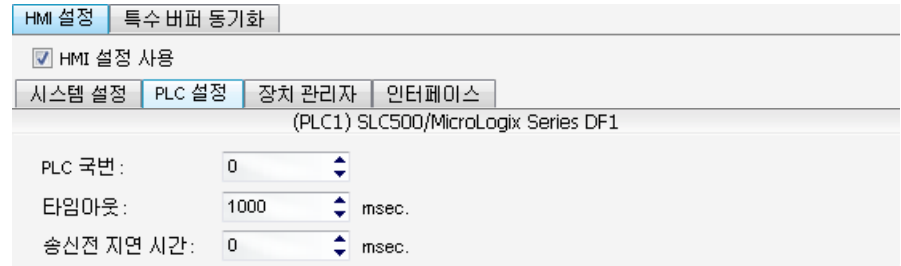 HMI 설정 특수 버퍼 동기화
HMI 설정 사용
시스템 설정 PLC 설정 장치 관리자 인터페이스
(PLC1) SLC500/MicroLogix Series DF1
PLC 국번 : 0
타임아웃 : 1000 msec.
송신전 지연 시간 : 0 msec.